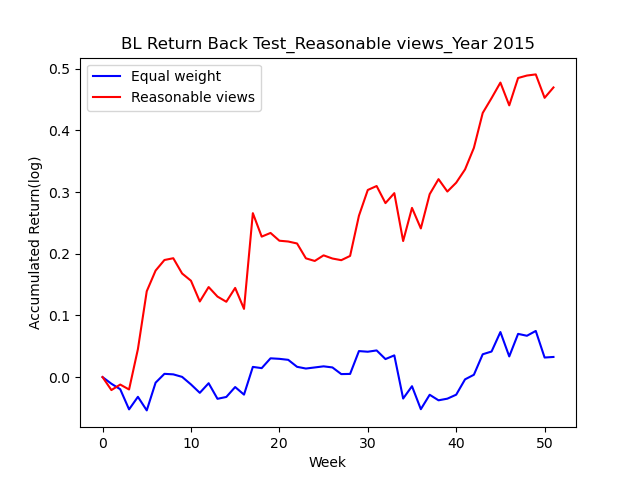 BL Return Back Test_Reasonable views_Year 2015
Equal weight
Reasonable views
Accumulated Return(log)
0.5
0.4
0.3
0.2
0.1
0.0
0 10 20 30 40 50
Week